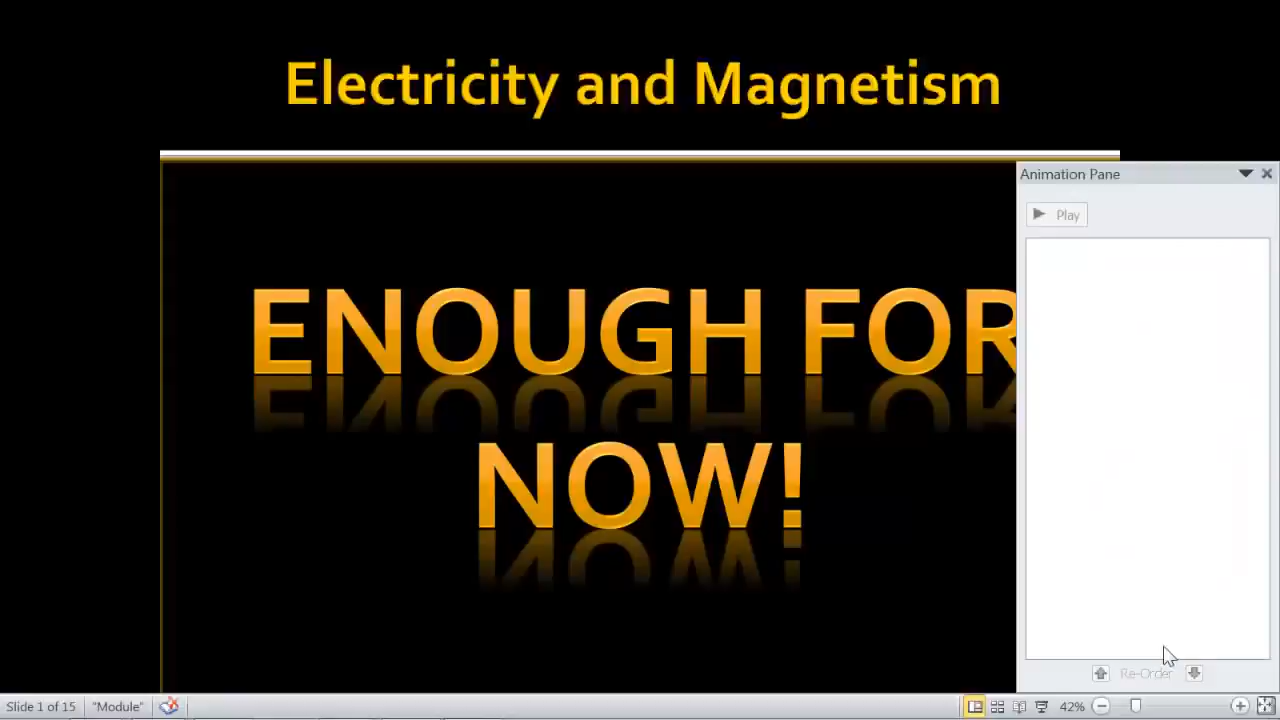 Electricity and Magnetism
Animation Pane
Play
ENOUGH FOR
NOW!
Re-Order
Slide 1 of 15
"Module"
42%